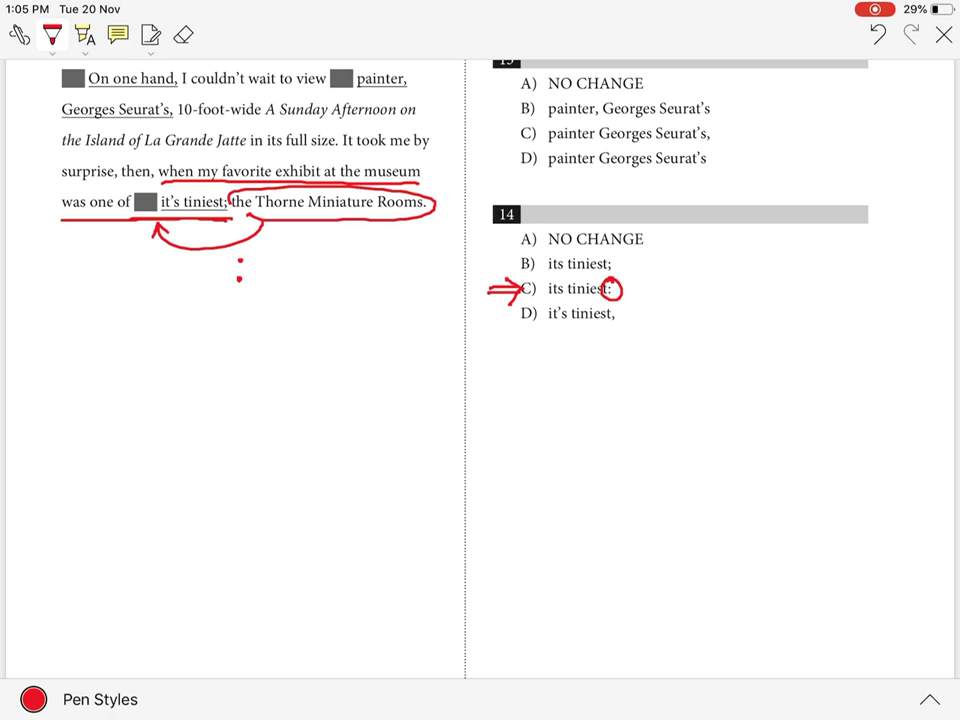 1:05 PM Tue 20 Nov
29%
On one hand, I couldn't wait to view painter,
Georges Seurat's, 10-foot-wide A Sunday Afternoon on
the Island of La Grande Jatte in its full size. It took me by
surprise, then, when my favorite exhibit at the museum
was one of it's tiniest; the Thorne Miniature Rooms.
:
A) NO CHANGE
B) painter, Georges Seurat's
C) painter Georges Seurat's,
D) painter Georges Seurat's
14
A) NO CHANGE
B) its tiniest;
C) its tiniest:
D) it's tiniest,
Pen Styles